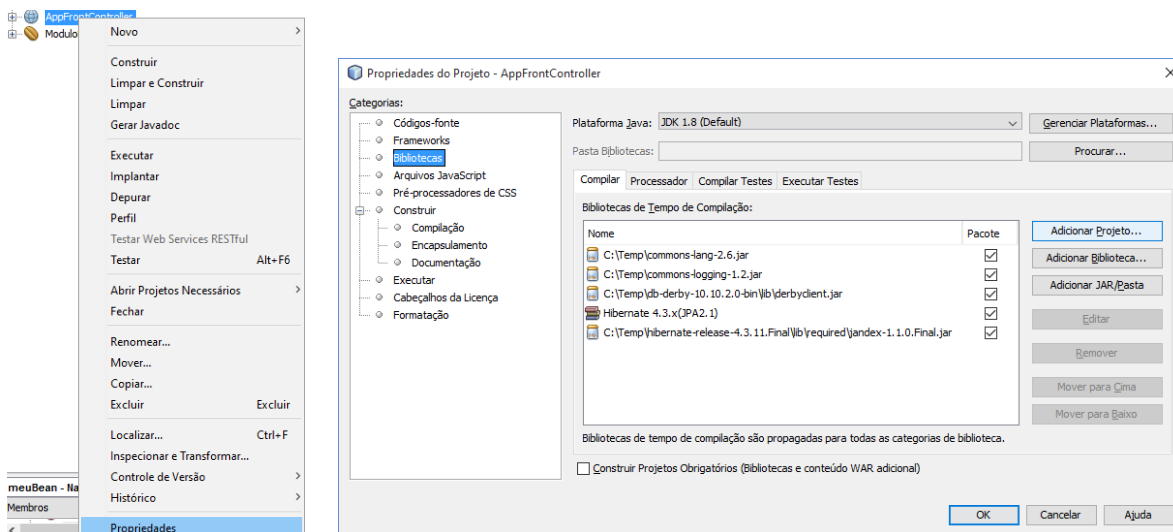 AppFrontController
Modulo
Novo
Construir
Limpar e Construir
Limpar
Gerar Javadoc
Executar
Implantar
Depurar
Perfil
Testar Web Services RESTful
Testar Alt+F6
Abrir Projetos Necessários
Fechar
Renomear...
Mover...
Copiar...
Excluir Excluir
Localizar... Ctrl+F
Inspecionar e Transformar...
Controle de Versão
Histórico
Propriedades
meuBean - Na
Membros
Propriedades do Projeto - AppFrontController
Categorias:
Códigos-fonte
Frameworks
Bibliotecas
Arquivos JavaScript
Pré-processadores de CSS
Construir
Compilação
Encapsulamento
Documentação
Executar
Cabeçalhos da Licença
Formatação
Plataforma Java: JDK 1.8 (Default) Gerenciar Plataformas...
Pasta Bibliotecas: Procurar...
Compilar Processador Compilar Testes Executar Testes
Bibliotecas de Tempo de Compilação:
Nome Pacote
C:\Temp\commons-lang-2.6.jar
C:\Temp\commons-logging-1.2.jar
C:\Temp\db-derby-10.10.2.0-bin\lib\derbyclient.jar
Hibernate 4.3.x(JPA2.1)
C:\Temp\hibernate-release-4.3.11.Final\lib\required\jandex-1.1.0.Final.jar
Adicionar Projeto...
Adicionar Biblioteca...
Adicionar JAR/Pasta
Editar
Remover
Mover para Cima
Mover para Baixo
Bibliotecas de tempo de compilação são propagadas para todas as categorias de biblioteca.
Construir Projetos Obrigatórios (Bibliotecas e conteúdo WAR adicional)
OK Cancelar Ajuda